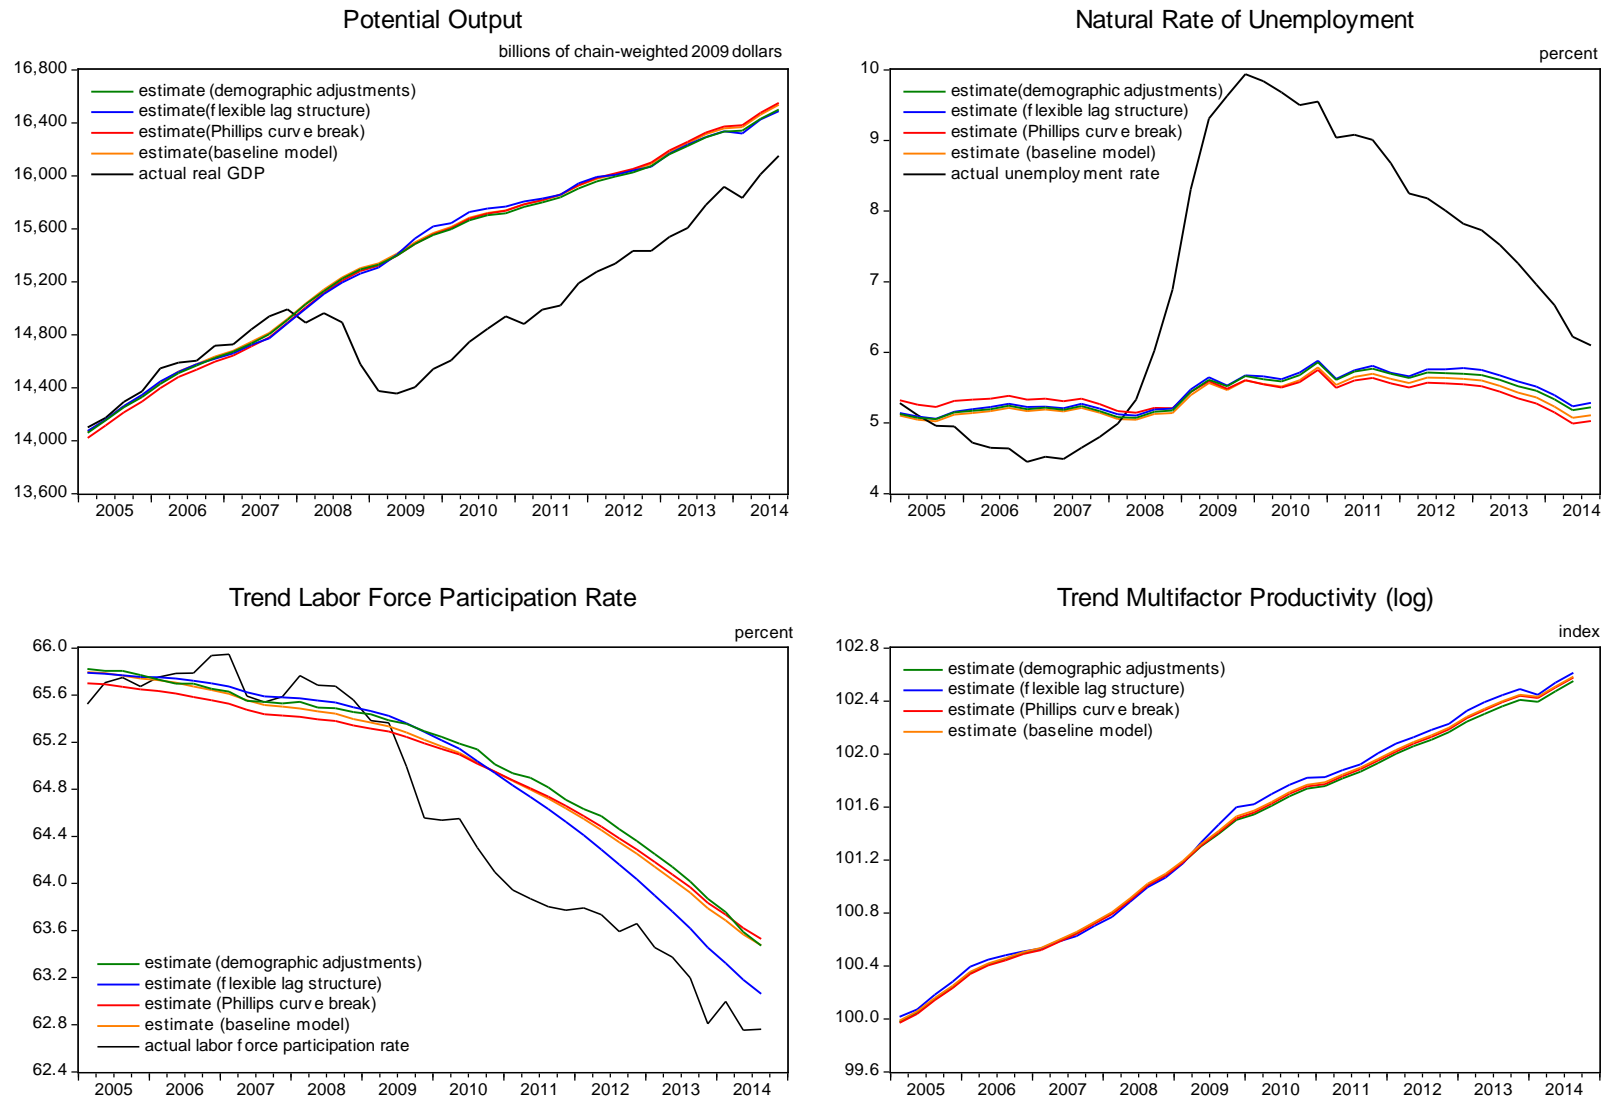 Potential Output
billions of chain-weighted 2009 dollars
16,800
16,400
16,000
15,600
15,200
14,800
14,400
14,000
13,600
estimate (demographic adjustments)
estimate(flexible lag structure)
estimate(Phillips curve break)
estimate(baseline model)
actual real GDP
2005 2006 2007 2008 2009 2010 2011 2012 2013 2014
Natural Rate of Unemployment
percent
10
9
8
7
6
5
4
estimate(demographic adjustments)
estimate (flexible lag structure)
estimate(Phillips curve break)
estimate (baseline model)
actual unemployment rate
2005 2006 2007 2008 2009 2010 2011 2012 2013 2014
Trend Labor Force Participation Rate
percent
66.0
65.6
65.2
64.8
64.4
64.0
63.6
63.2
62.8
62.4
estimate (demographic adjustments)
estimate (flexible lag structure)
estimate (Phillips curve break)
estimate (baseline model)
actual labor force participation rate
2005 2006 2007 2008 2009 2010 2011 2012 2013 2014
Trend Multifactor Productivity (log)
index
102.8
102.4
102.0
101.6
101.2
100.8
100.4
100.0
99.6
estimate (demographic adjustments)
estimate (flexible lag structure)
estimate (Phillips curve break)
estimate (baseline model)
2005 2006 2007 2008 2009 2010 2011 2012 2013 2014